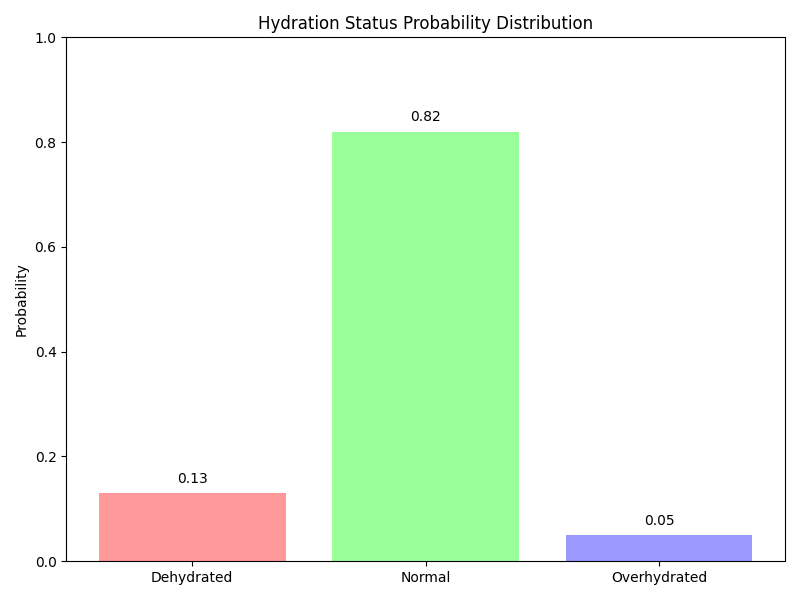 Hydration Status Probability Distribution
1.0
0.8
0.6
0.4
0.2
0.0
Probability
0.13
0.82
0.05
Dehydrated
Normal
Overhydrated